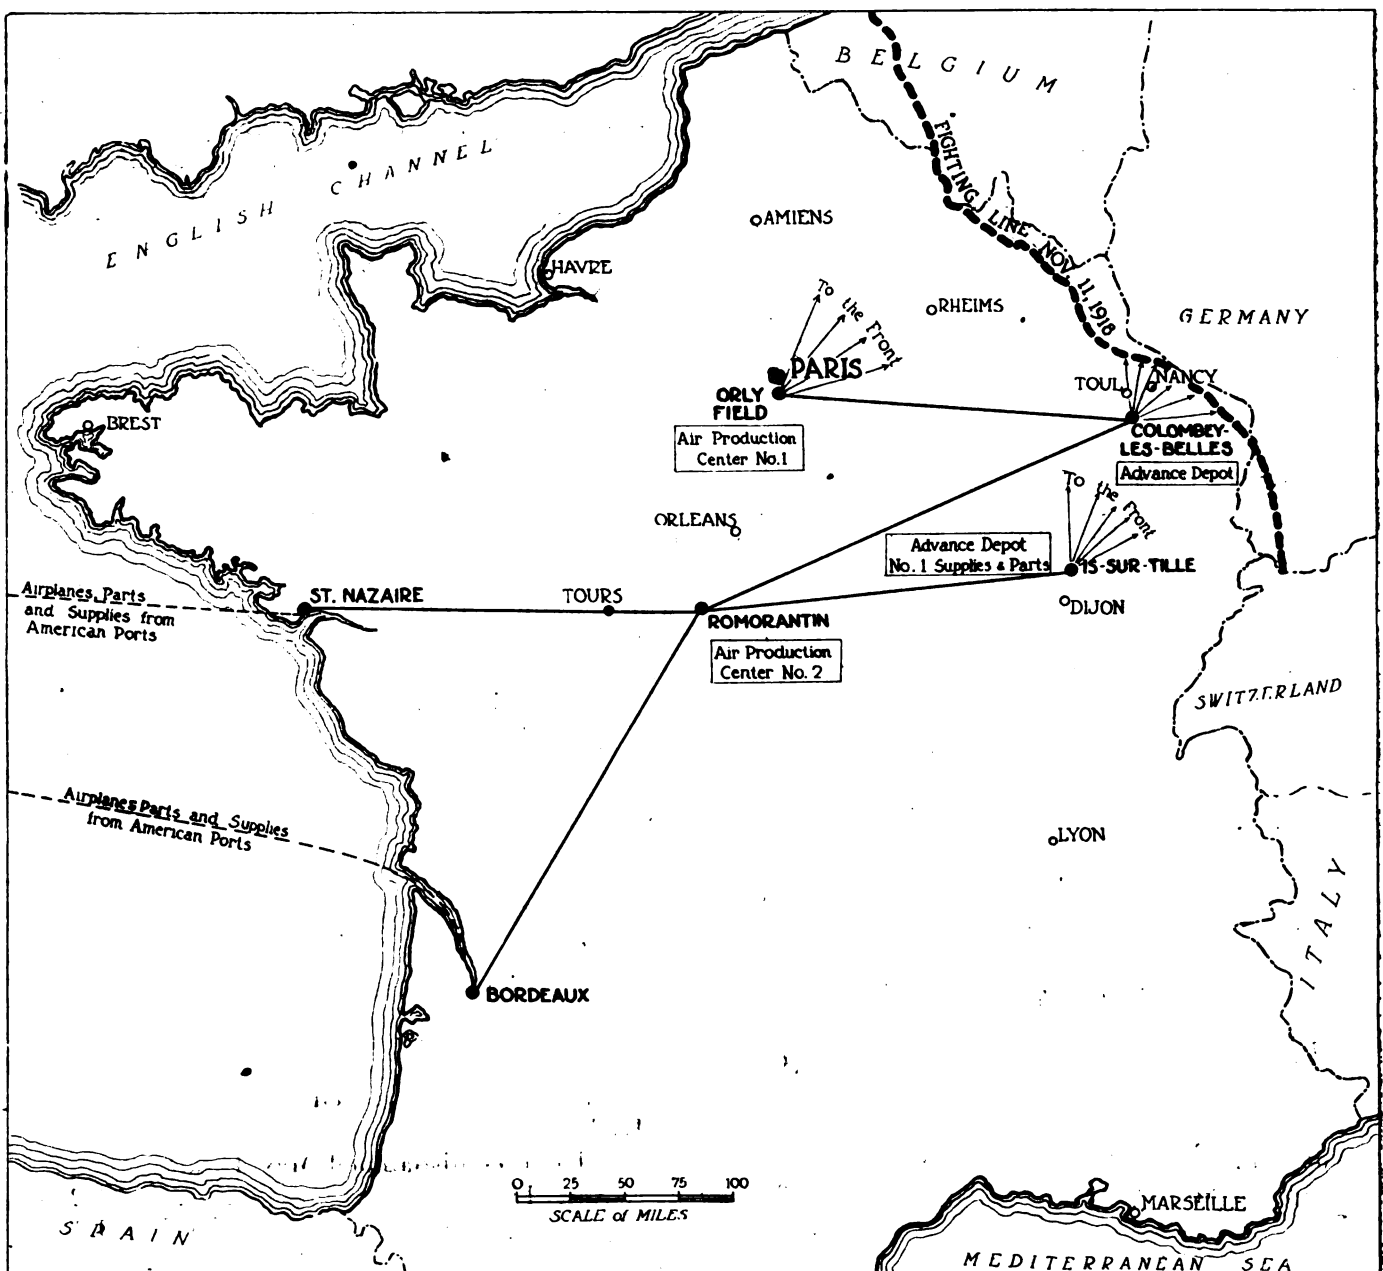 BELGIUM
ENGLISH CHANNEL
FIGHTING LINE NOV. 11, 1918
AMIENS
HAVRE
RHEIMS
GERMANY
To the Front
PARIS
ORLY
FIELD
Air Production
Center No.1
TOUL
NANCY
COLOMBEY-
LES-BELLES
Advance Depot
BREST
To the Front
ORLEANS
Advance Depot
No. 1 Supplies & Parts
IS-SUR-TILLE
DIJON
Airplanes, Parts
and Supplies from
American Ports
ST. NAZAIRE
TOURS
ROMORANTIN
Air Production
Center No. 2
SWITZERLAND
Airplanes Parts and Supplies
from American Ports
LYON
ITALY
BORDEAUX
0 25 50 75 100
SCALE of MILES
SPAIN
MARSEILLE
MEDITERRANEAN SEA